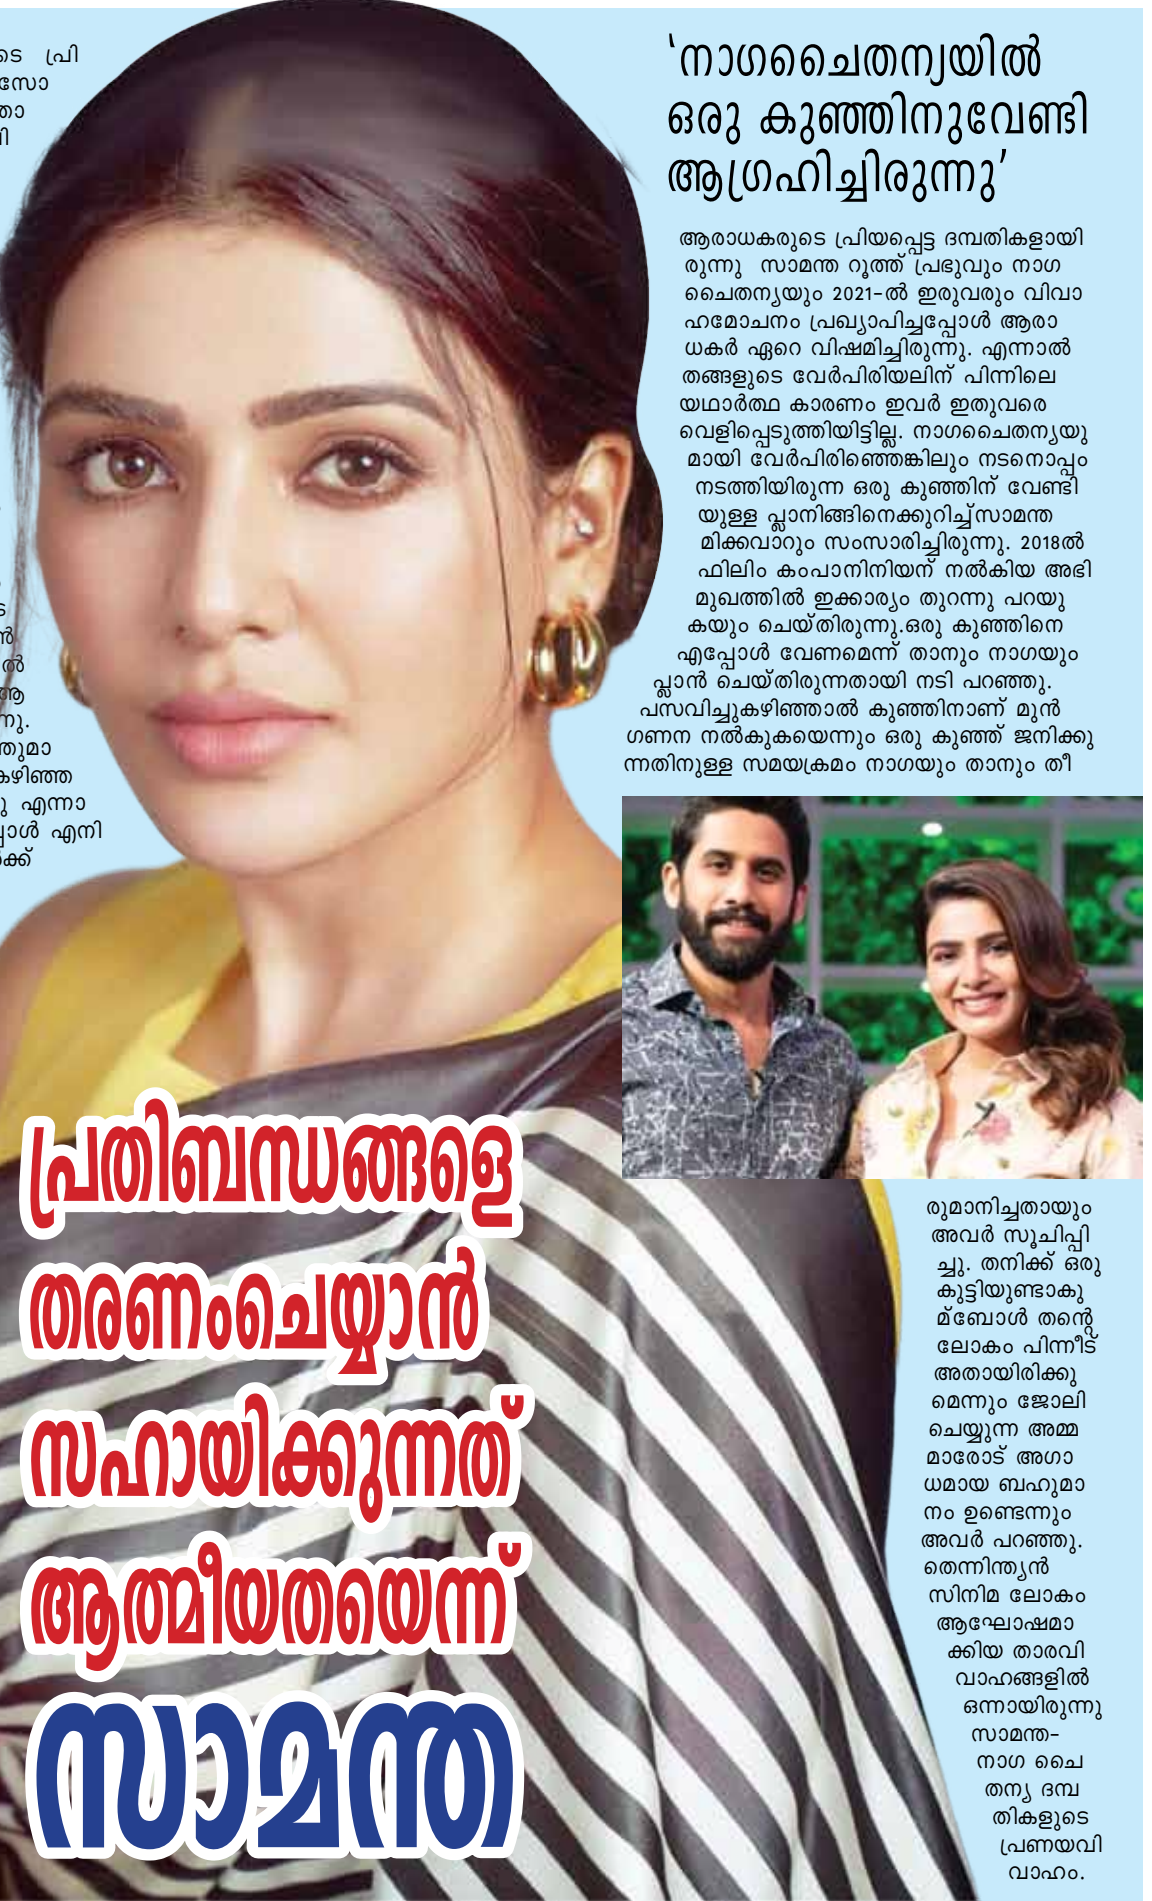 ടെ പ്രി
സോ
താ
ൻ
ൽ
ആ
ന്നു.
ത്തുമാ
കഴിഞ്ഞ
എന്നാ
പ്പോൾ എനി
ക്ക്
'നാഗചൈതന്യയിൽ
ഒരു കുഞ്ഞിനുവേണ്ടി
ആഗ്രഹിച്ചിരുന്നു'
ആരാധകരുടെ പ്രിയപ്പെട്ട ദമ്പതികളായി
രുന്നു സാമന്ത റൂത്ത് പ്രഭുവും നാഗ
ചൈതന്യയും 2021-ൽ ഇരുവരും വിവാ
ഹമോചനം പ്രഖ്യാപിച്ചപ്പോൾ ആരാ
ധകർ ഏറെ വിഷമിച്ചിരുന്നു. എന്നാൽ
തങ്ങളുടെ വേർപിരിയലിന് പിന്നിലെ
യഥാർത്ഥ കാരണം ഇവർ ഇതുവരെ
വെളിപ്പെടുത്തിയിട്ടില്ല. നാഗചൈതന്യയു
മായി വേർപിരിഞ്ഞെങ്കിലും നടനൊപ്പം
നടത്തിയിരുന്ന ഒരു കുഞ്ഞിന് വേണ്ടി
യുള്ള പ്ലാനിങ്ങിനെക്കുറിച്ച്സാമന്ത
മിക്കവാറും സംസാരിച്ചിരുന്നു. 2018ൽ
ഫിലിം കംപാനിനിയന് നൽകിയ അഭി
മുഖത്തിൽ ഇക്കാര്യം തുറന്നു പറയു
കയും ചെയ്തിരുന്നു.ഒരു കുഞ്ഞിനെ
എപ്പോൾ വേണമെന്ന് താനും നാഗയും
പ്ലാൻ ചെയ്തിരുന്നതായി നടി പറഞ്ഞു.
പസവിച്ചുകഴിഞ്ഞാൽ കുഞ്ഞിനാണ് മുൻ
ഗണന നൽകുകയെന്നും ഒരു കുഞ്ഞ് ജനിക്കു
ന്നതിനുള്ള സമയക്രമം നാഗയും താനും തീ
രുമാനിച്ചതായും
അവർ സൂചിപ്പി
ച്ചു. തനിക്ക് ഒരു
കുട്ടിയുണ്ടാകു
മ്ബോൾ തന്റെ
ലോകം പിന്നീട്
അതായിരിക്കു
മെന്നും ജോലി
ചെയ്യുന്ന അമ്മ
മാരോട് അഗാ
ധമായ ബഹുമാ
നം ഉണ്ടെന്നും
അവർ പറഞ്ഞു.
തെന്നിന്ത്യൻ
സിനിമ ലോകം
ആഘോഷമാ
ക്കിയ താരവി
വാഹങ്ങളിൽ
ഒന്നായിരുന്നു
സാമന്ത-
നാഗ ചൈ
തന്യ ദമ്പ
തികളുടെ
പ്രണയവി
വാഹം.
പ്രതിബന്ധങ്ങളെ
തരണംചെയ്യാൻ
സഹായിക്കുന്നത്
ആത്മീയതയെന്ന്
സാമന്ത